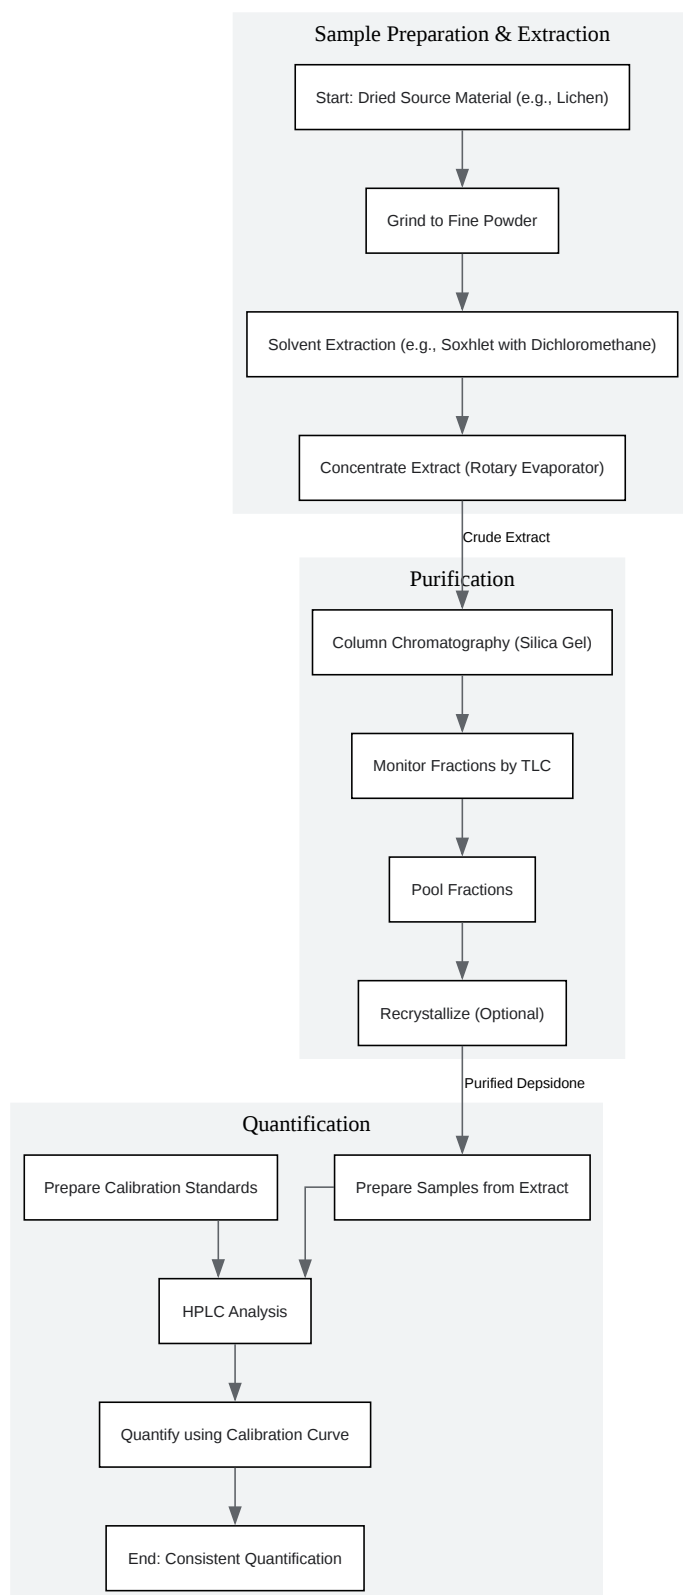 Sample Preparation & Extraction
Start: Dried Source Material (e.g., Lichen)
Grind to Fine Powder
Solvent Extraction (e.g., Soxhlet with Dichloromethane)
Concentrate Extract (Rotary Evaporator)
Crude Extract
Purification
Column Chromatography (Silica Gel)
Monitor Fractions by TLC
Pool Fractions
Recrystallize (Optional)
Purified Depsidone
Quantification
Prepare Calibration Standards
Prepare Samples from Extract
HPLC Analysis
Quantify using Calibration Curve
End: Consistent Quantification